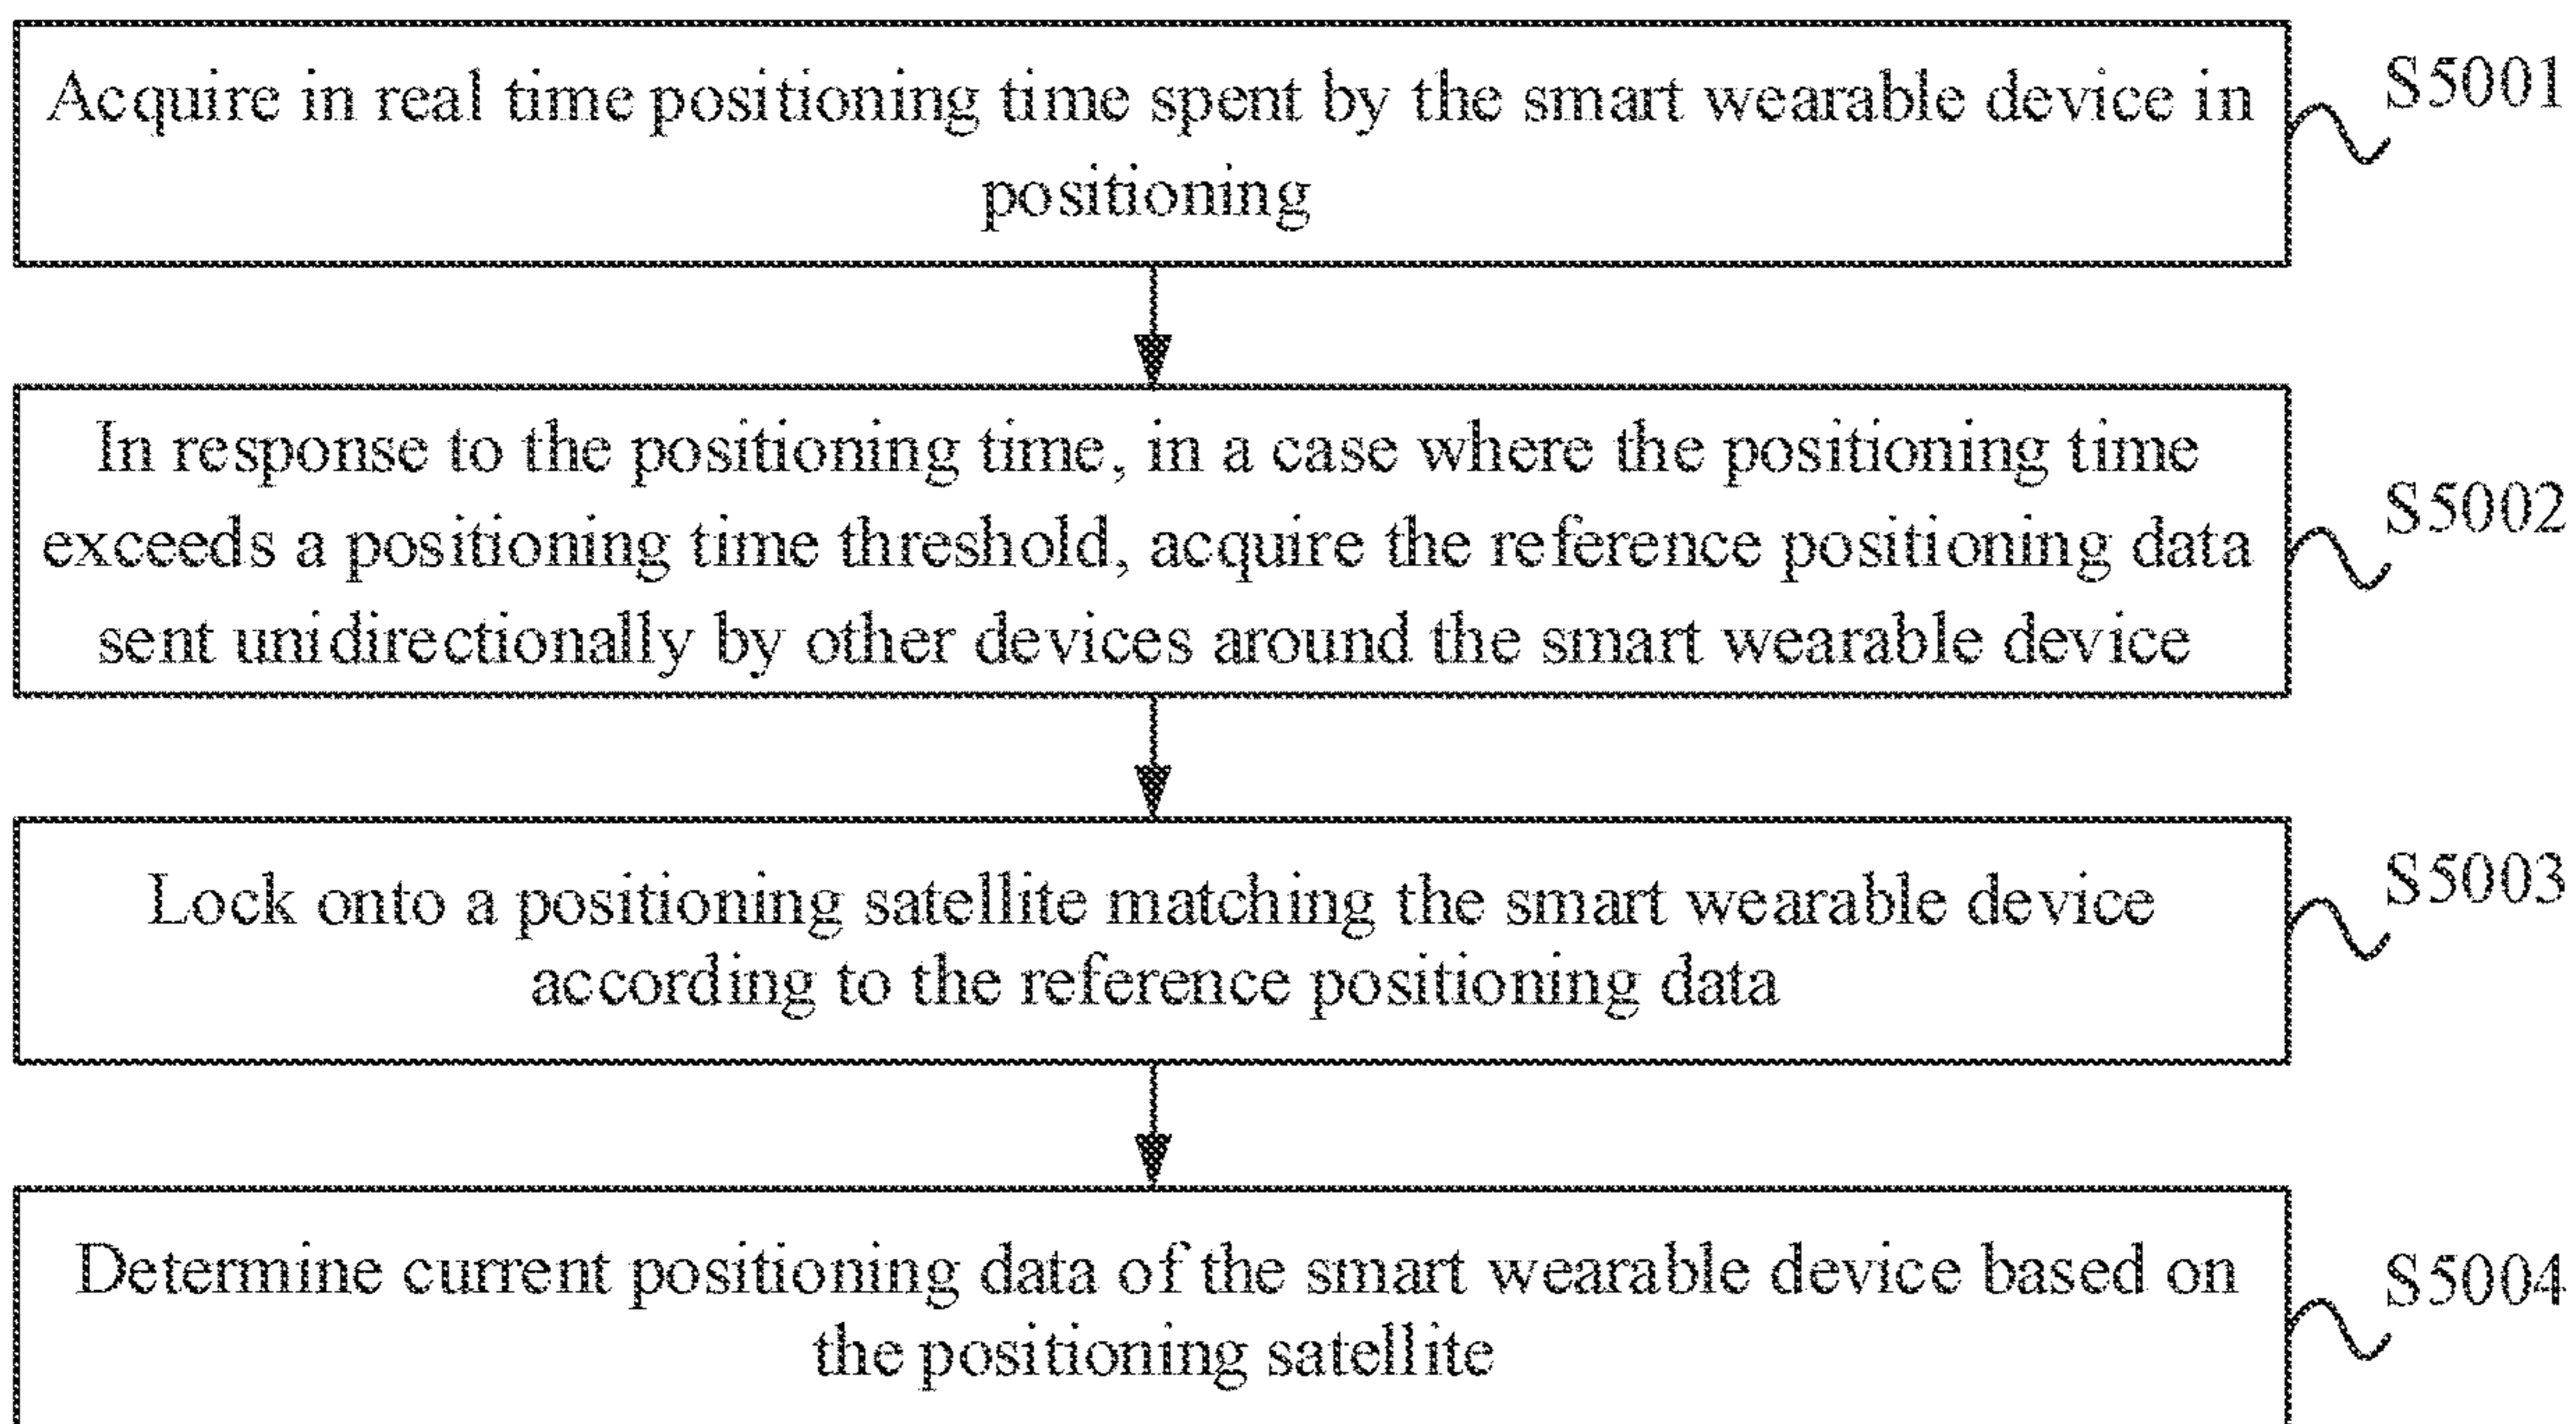 Acquire in real time positioning time spent by the smart wearable device in
positioning
S5001
In response to the positioning time, in a case where the positioning time
exceeds a positioning time threshold, acquire the reference positioning data
sent unidirectionally by other devices around the smart wearable device
S5002
Lock onto a positioning satellite matching the smart wearable device
according to the reference positioning data
S5003
Determine current positioning data of the smart wearable device based on
the positioning satellite
S5004